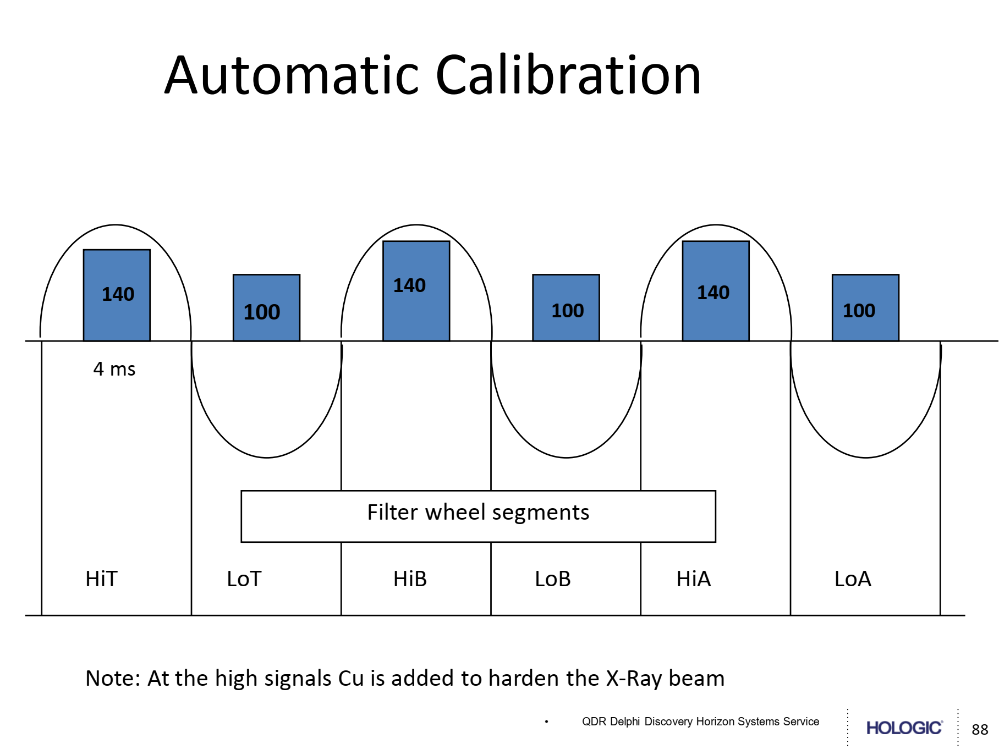 Automatic Calibration
140
100
140
100
140
100
4 ms
Filter wheel segments
HiT
LoT
HiB
LoB
HiA
LoA
Note: At the high signals Cu is added to harden the X-Ray beam
• QDR Delphi Discovery Horizon Systems Service
HOLOGIC®
88